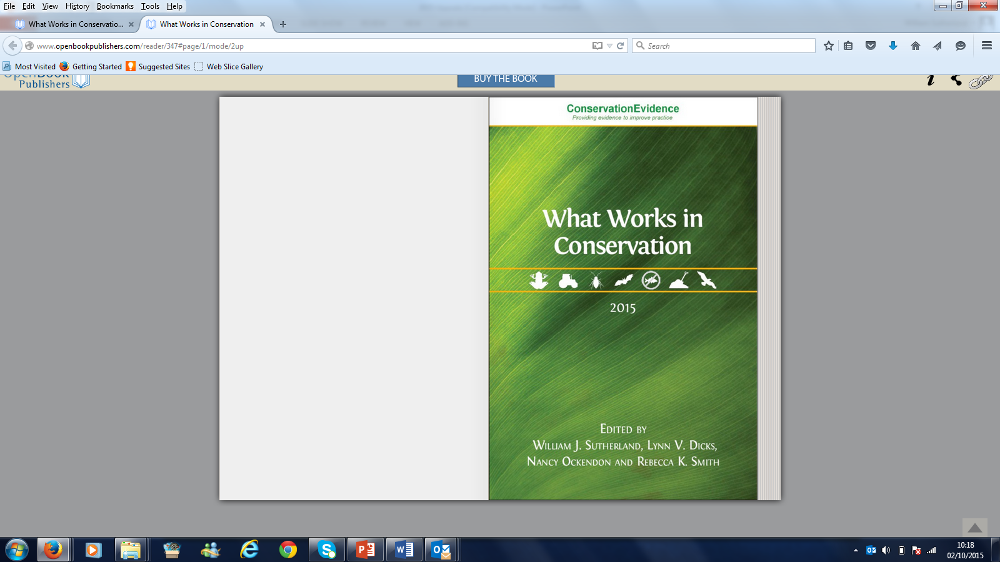 File Edit View History Bookmarks Tools Help
What Works in Conservatio... What Works in Conservation
www.openbookpublishers.com/reader/347#page/1/mode/2up Search
Most Visited Getting Started Suggested Sites Web Slice Gallery
OpenBook
Publishers
BUY THE BOOK
ConservationEvidence
Providing evidence to improve practice
What Works in
Conservation
2015
EDITED BY
WILLIAM J. SUTHERLAND, LYNN V. DICKS,
NANCY OCKENDON AND REBECCA K. SMITH
10:18
02/10/2015